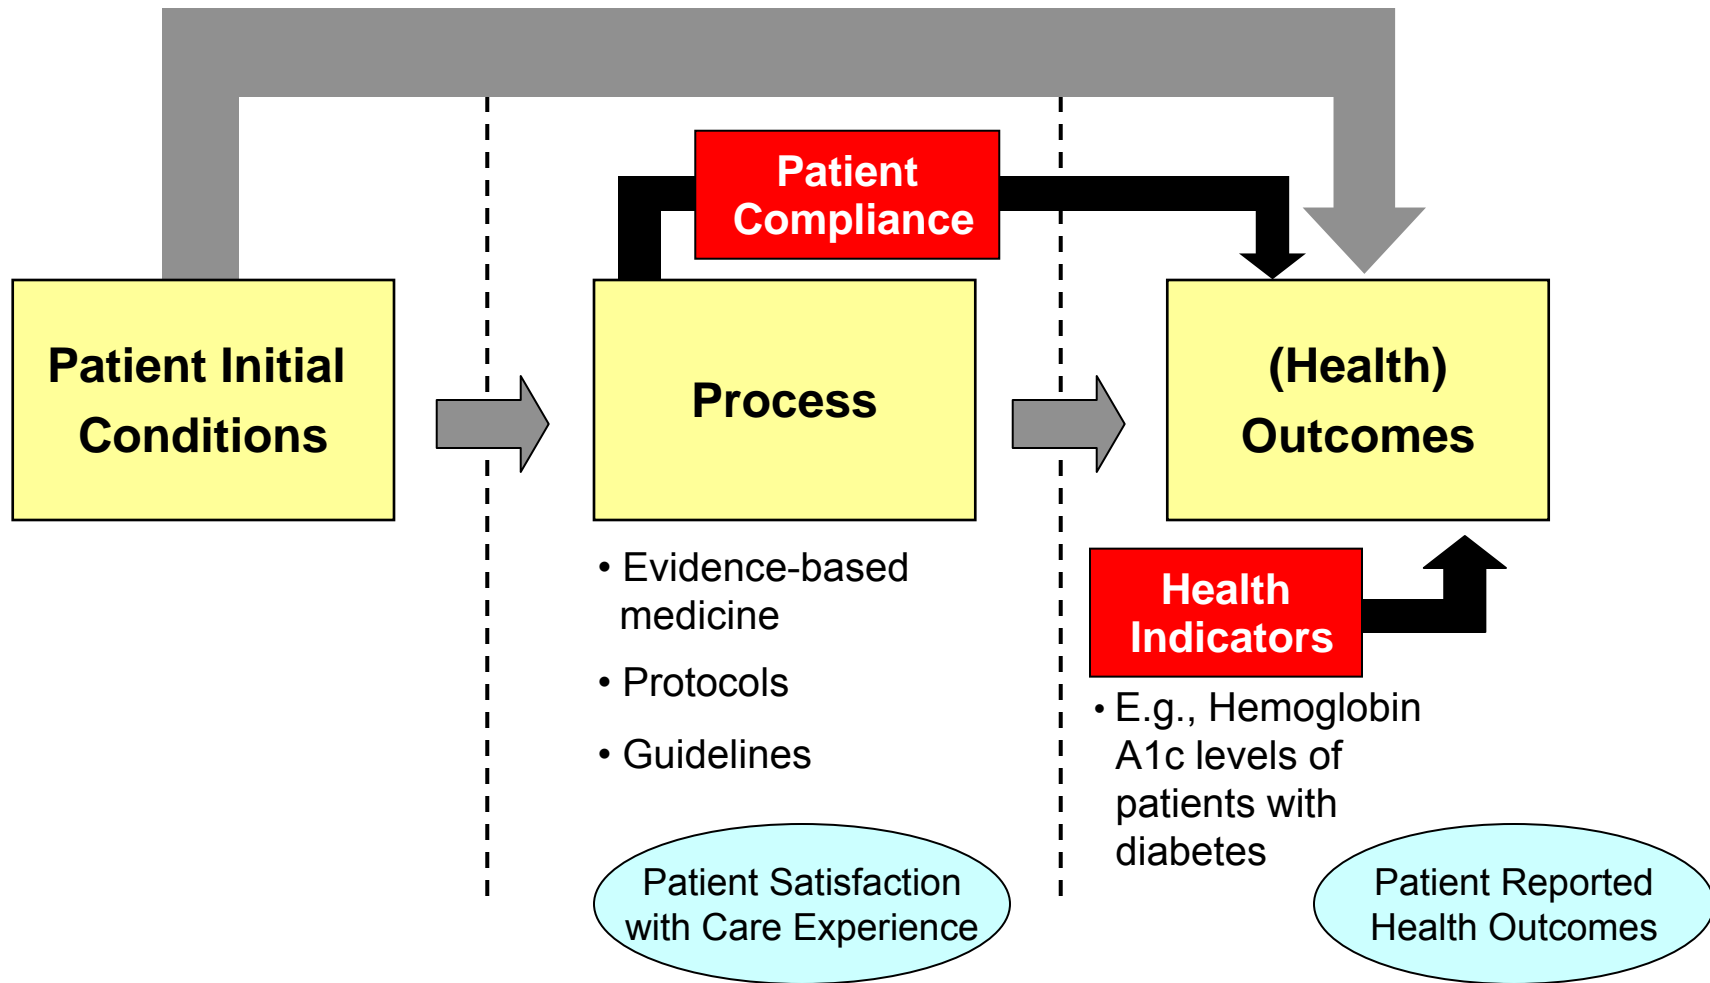 Patient
Compliance
Patient Initial
Conditions
Process
(Health)
Outcomes
• Evidence-based
medicine
• Protocols
• Guidelines
Health
Indicators
• E.g., Hemoglobin
A1c levels of
patients with
diabetes
Patient Satisfaction
with Care Experience
Patient Reported
Health Outcomes